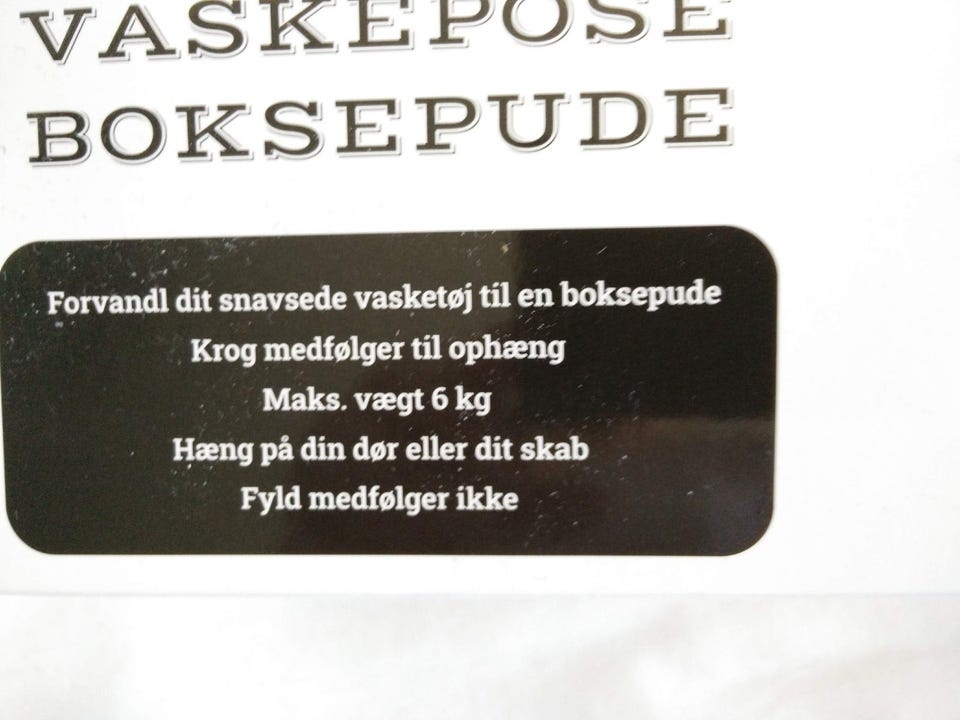 VASKEPOSE
BOKSEPUDE
Forvandl dit snavsede vasketøj til en boksepude
Krog medfølger til ophæng
Maks. vægt 6 kg
Hæng på din dør eller dit skab
Fyld medfølger ikke